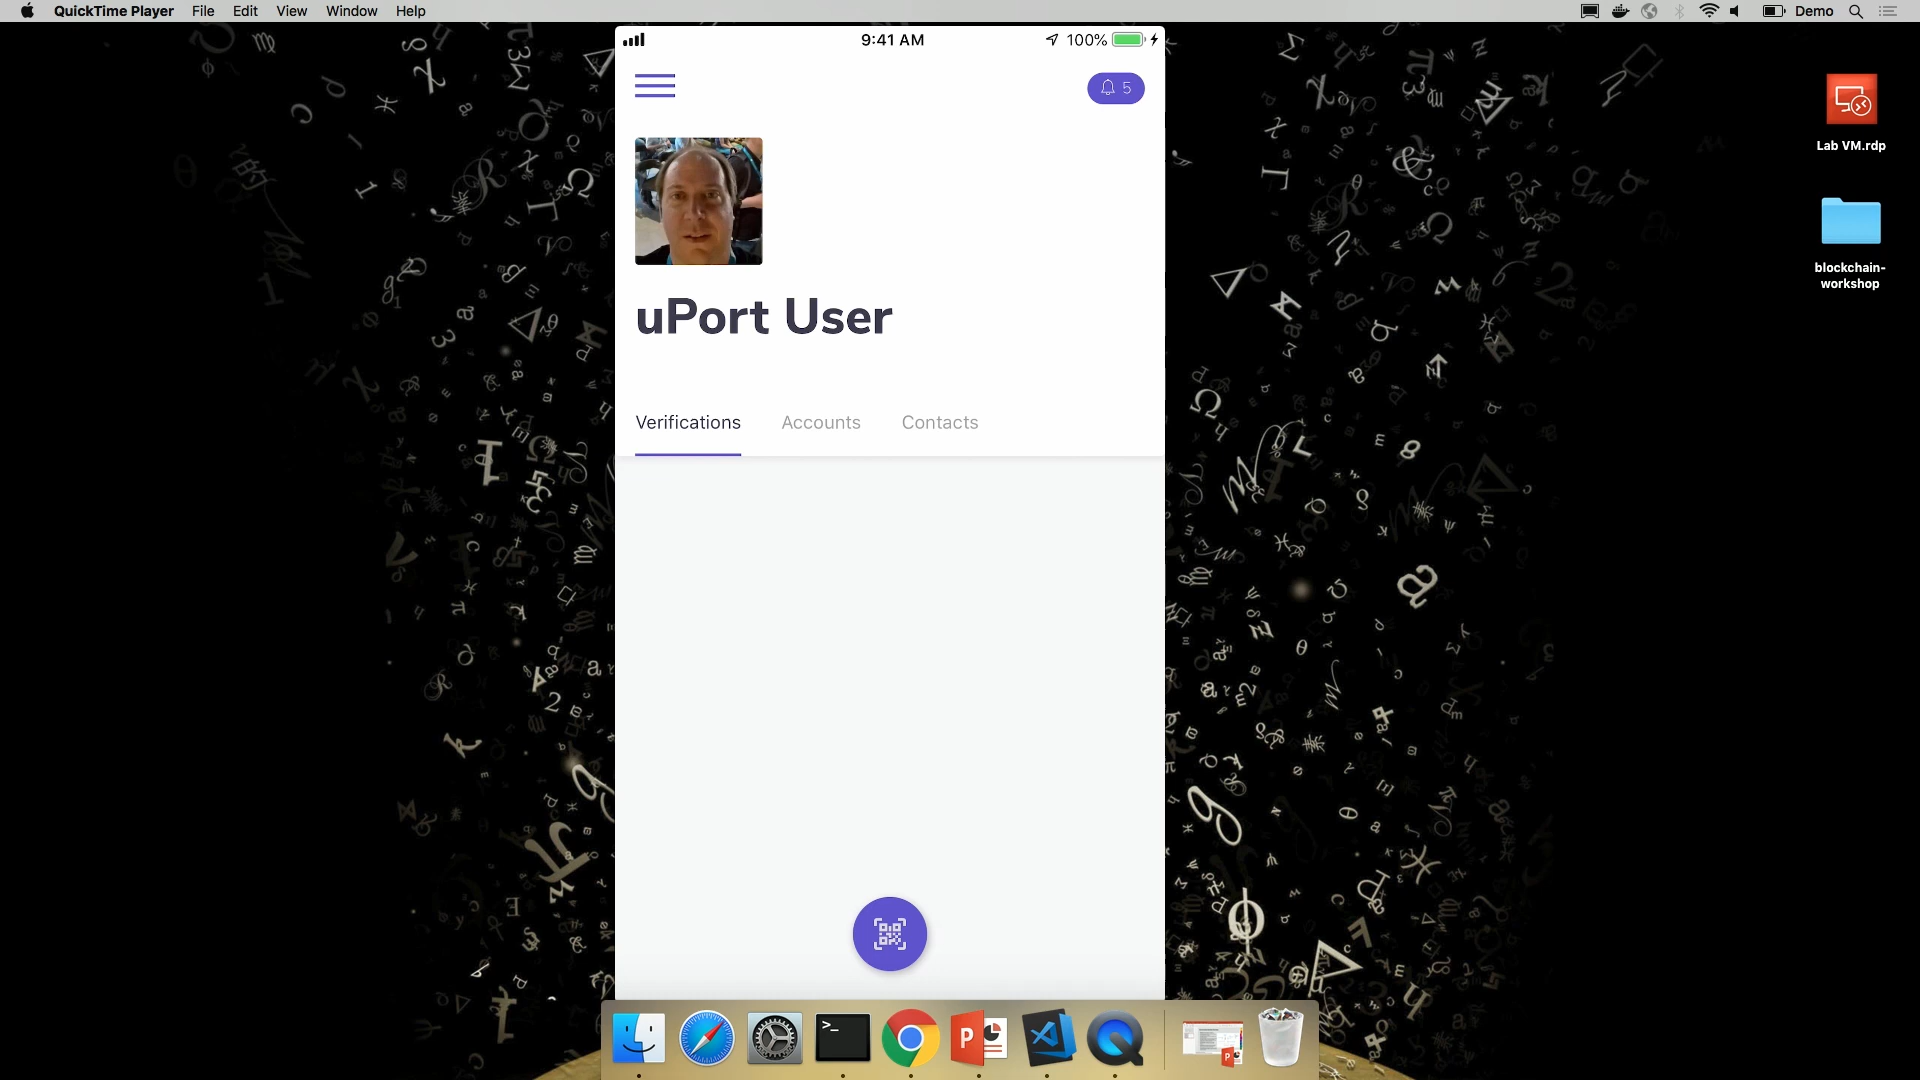 QuickTime Player File Edit View Window Help Demo
9:41 AM 100%
5
uPort User
Verifications Accounts Contacts
Lab VM.rdp
blockchain-
workshop